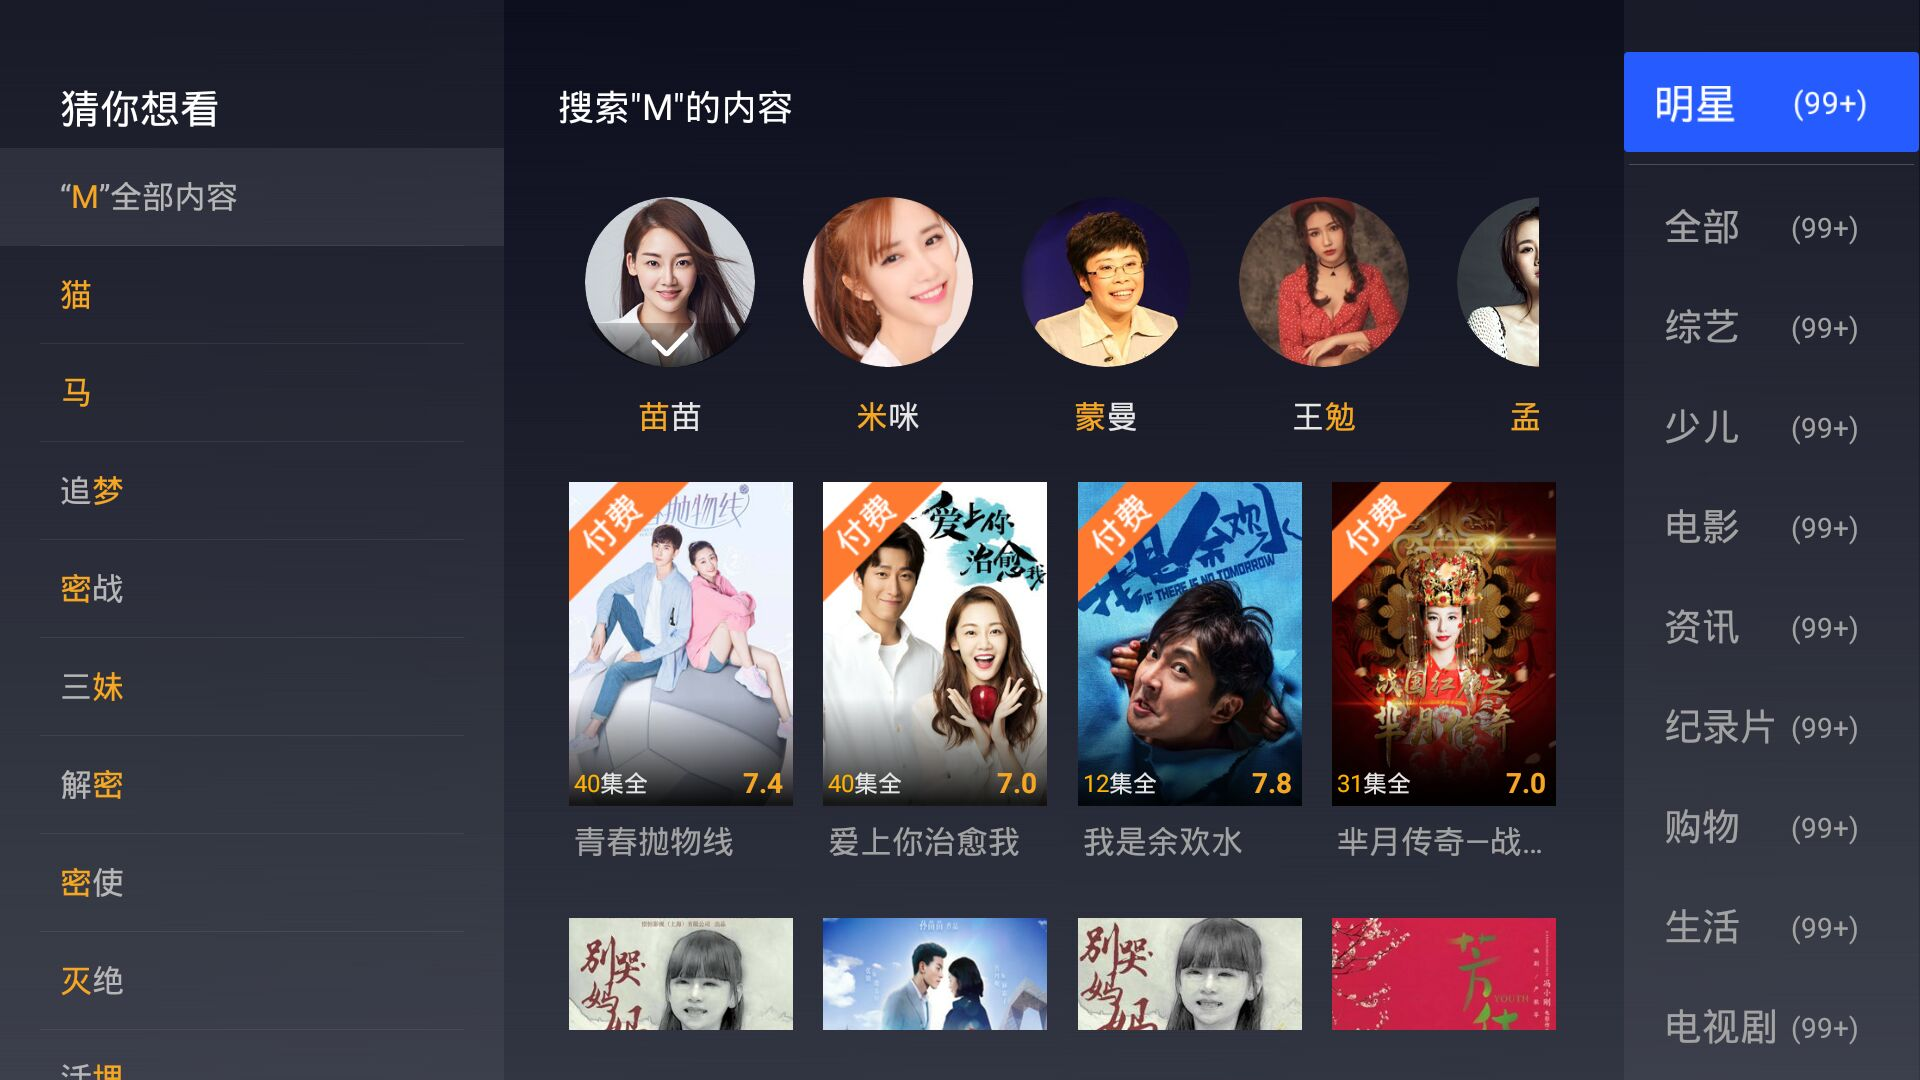 猜你想看
“M”全部内容
猫
马
追梦
密战
三妹
解密
密使
灭绝
活埋
搜索"M"的内容
苗苗
米咪
蒙曼
王勉
孟
付费
抛物线
40集全 7.4
青春抛物线
付费
爱上你
治愈我
40集全 7.0
爱上你治愈我
付费
我是余欢水
IF THERE IS NO TOMORROW
12集全 7.8
我是余欢水
付费
战国红颜之
芈月传奇
31集全 7.0
芈月传奇—战...
别哭
妈妈
孙苗苗 作品
别哭
妈妈
芳华
YOUTH
明星 (99+)
全部 (99+)
综艺 (99+)
少儿 (99+)
电影 (99+)
资讯 (99+)
纪录片 (99+)
购物 (99+)
生活 (99+)
电视剧 (99+)